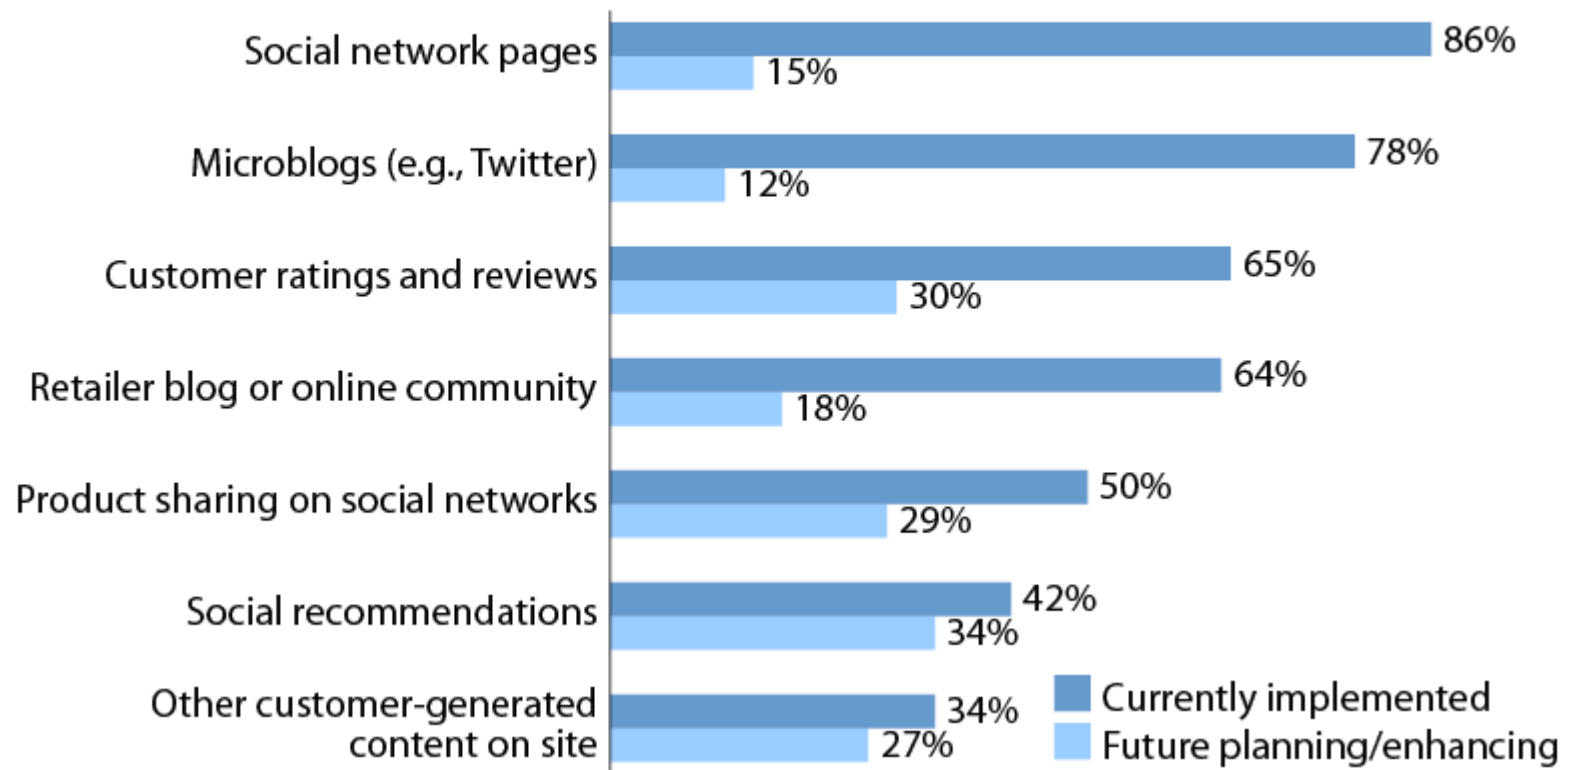 Social network pages
86%
15%
Microblogs (e.g., Twitter)
78%
12%
Customer ratings and reviews
65%
30%
Retailer blog or online community
64%
18%
Product sharing on social networks
50%
29%
Social recommendations
42%
34%
Other customer-generated
content on site
34%
27%
Currently implemented
Future planning/enhancing